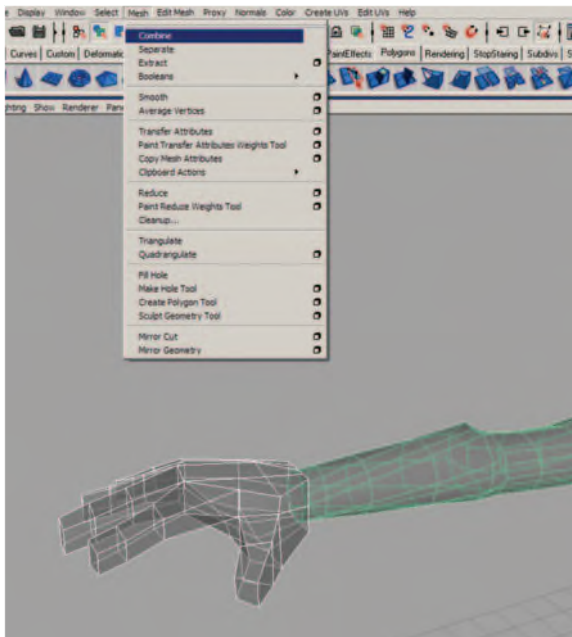 Display Window Select Mesh Edit Mesh Proxy Normals Color Create UVs Edit UVs Help
Curves Custom Deformatic PaintEffects Polygons Rendering StopStaring Subdivs
ghting Show Renderer Pan
Combine
Separate
Extract
Booleans
Smooth
Average Vertices
Transfer Attributes
Paint Transfer Attributes Weights Tool
Copy Mesh Attributes
Clipboard Actions
Reduce
Paint Reduce Weights Tool
Cleanup...
Triangulate
Quadrangulate
Fill Hole
Make Hole Tool
Create Polygon Tool
Sculpt Geometry Tool
Mirror Cut
Mirror Geometry